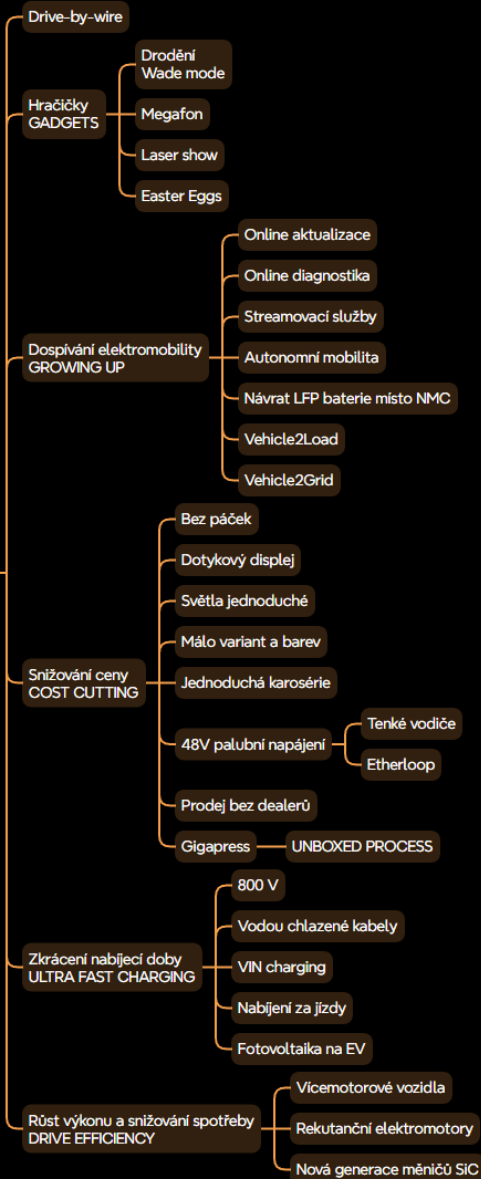 Drive-by-wire
Hračičky
GADGETS
Drodění
Wade mode
Megafon
Laser show
Easter Eggs
Dospívání elektromobility
GROWING UP
Online aktualizace
Online diagnostika
Streamovací služby
Autonomní mobilita
Návrat LFP baterie místo NMC
Vehicle2Load
Vehicle2Grid
Snižování ceny
COST CUTTING
Bez páček
Dotykový displej
Světla jednoduché
Málo variant a barev
Jednoduchá karosérie
48V palubní napájení
Tenké vodiče
Etherloop
Prodej bez dealerů
Gigapress
UNBOXED PROCESS
Zkrácení nabíjecí doby
ULTRA FAST CHARGING
800 V
Vodou chlazené kabely
VIN charging
Nabíjení za jízdy
Fotovoltaika na EV
Růst výkonu a snižování spotřeby
DRIVE EFFICIENCY
Vícemotorové vozidla
Rekutanční elektromotory
Nová generace měničů SiC